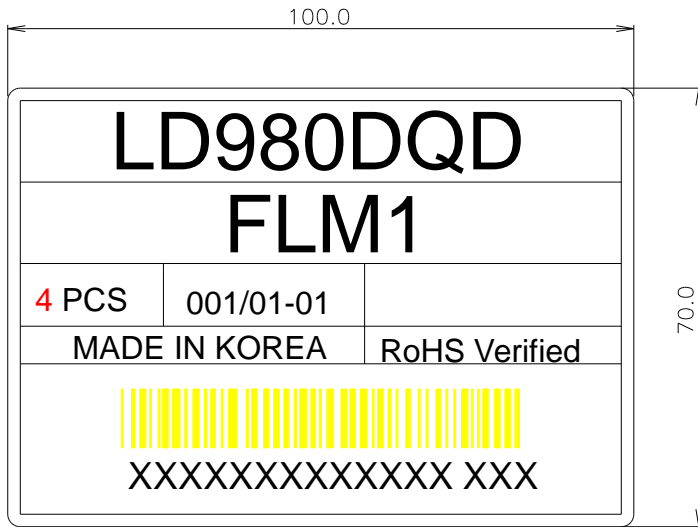 100.0
LD980DQD
FLM1
4 PCS 001/01-01
70.0
MADE IN KOREA RoHS Verified
XXXXXXXXXXXXX XXX